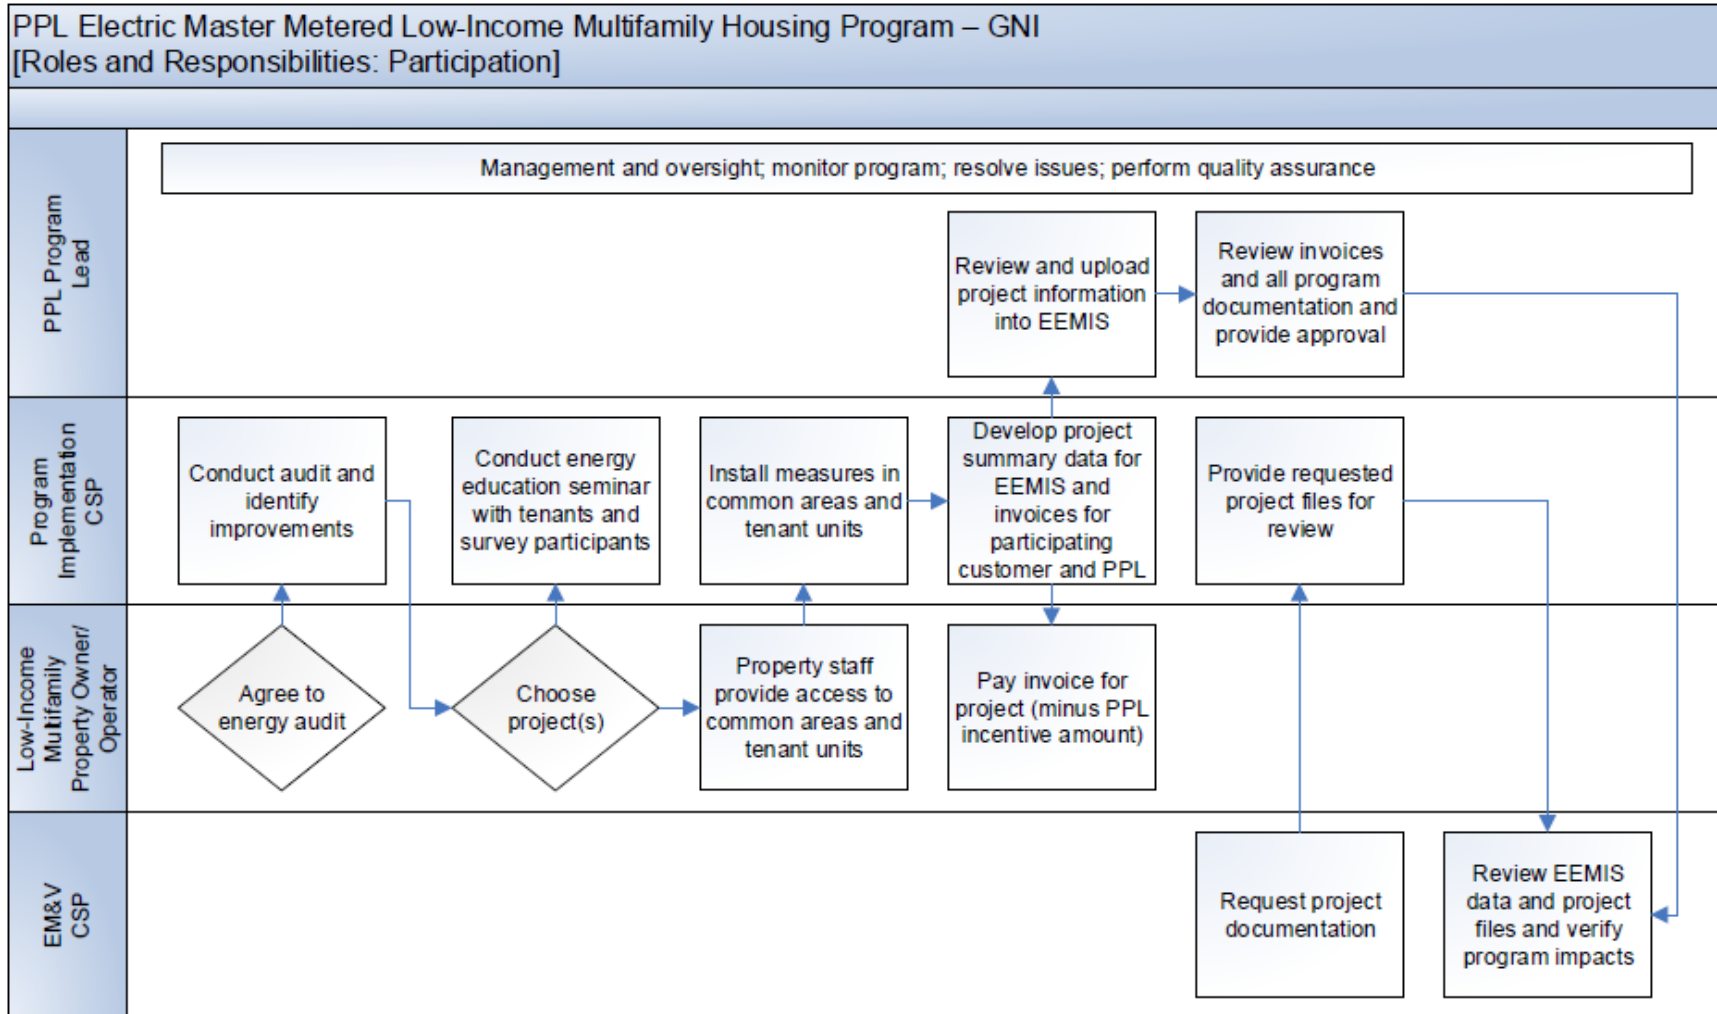 PPL Electric Master Metered Low-Income Multifamily Housing Program – GNI
[Roles and Responsibilities: Participation]
PPL Program
Lead
Management and oversight; monitor program; resolve issues; perform quality assurance
Review and upload
project information
into EEMIS
Review invoices
and all program
documentation and
provide approval
Program
Implementation
CSP
Conduct audit and
identify
improvements
Conduct energy
education seminar
with tenants and
survey participants
Install measures in
common areas and
tenant units
Develop project
summary data for
EEMIS and
invoices for
participating
customer and PPL
Provide requested
project files for
review
Low-Income
Multifamily
Property Owner/
Operator
Agree to
energy audit
Choose
project(s)
Property staff
provide access to
common areas and
tenant units
Pay invoice for
project (minus PPL
incentive amount)
EM&V
CSP
Request project
documentation
Review EEMIS
data and project
files and verify
program impacts